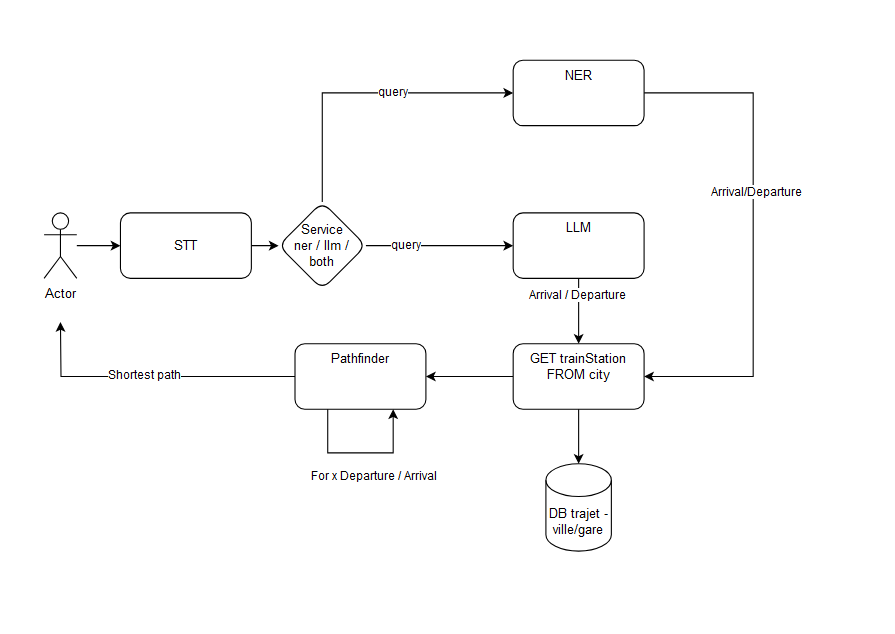 NER
query
Arrival/Departure
Service
ner / llm /
both
STT
query
LLM
Actor
Arrival / Departure
Pathfinder
GET trainStation
FROM city
Shortest path
For x Departure / Arrival
DB trajet -
ville/gare